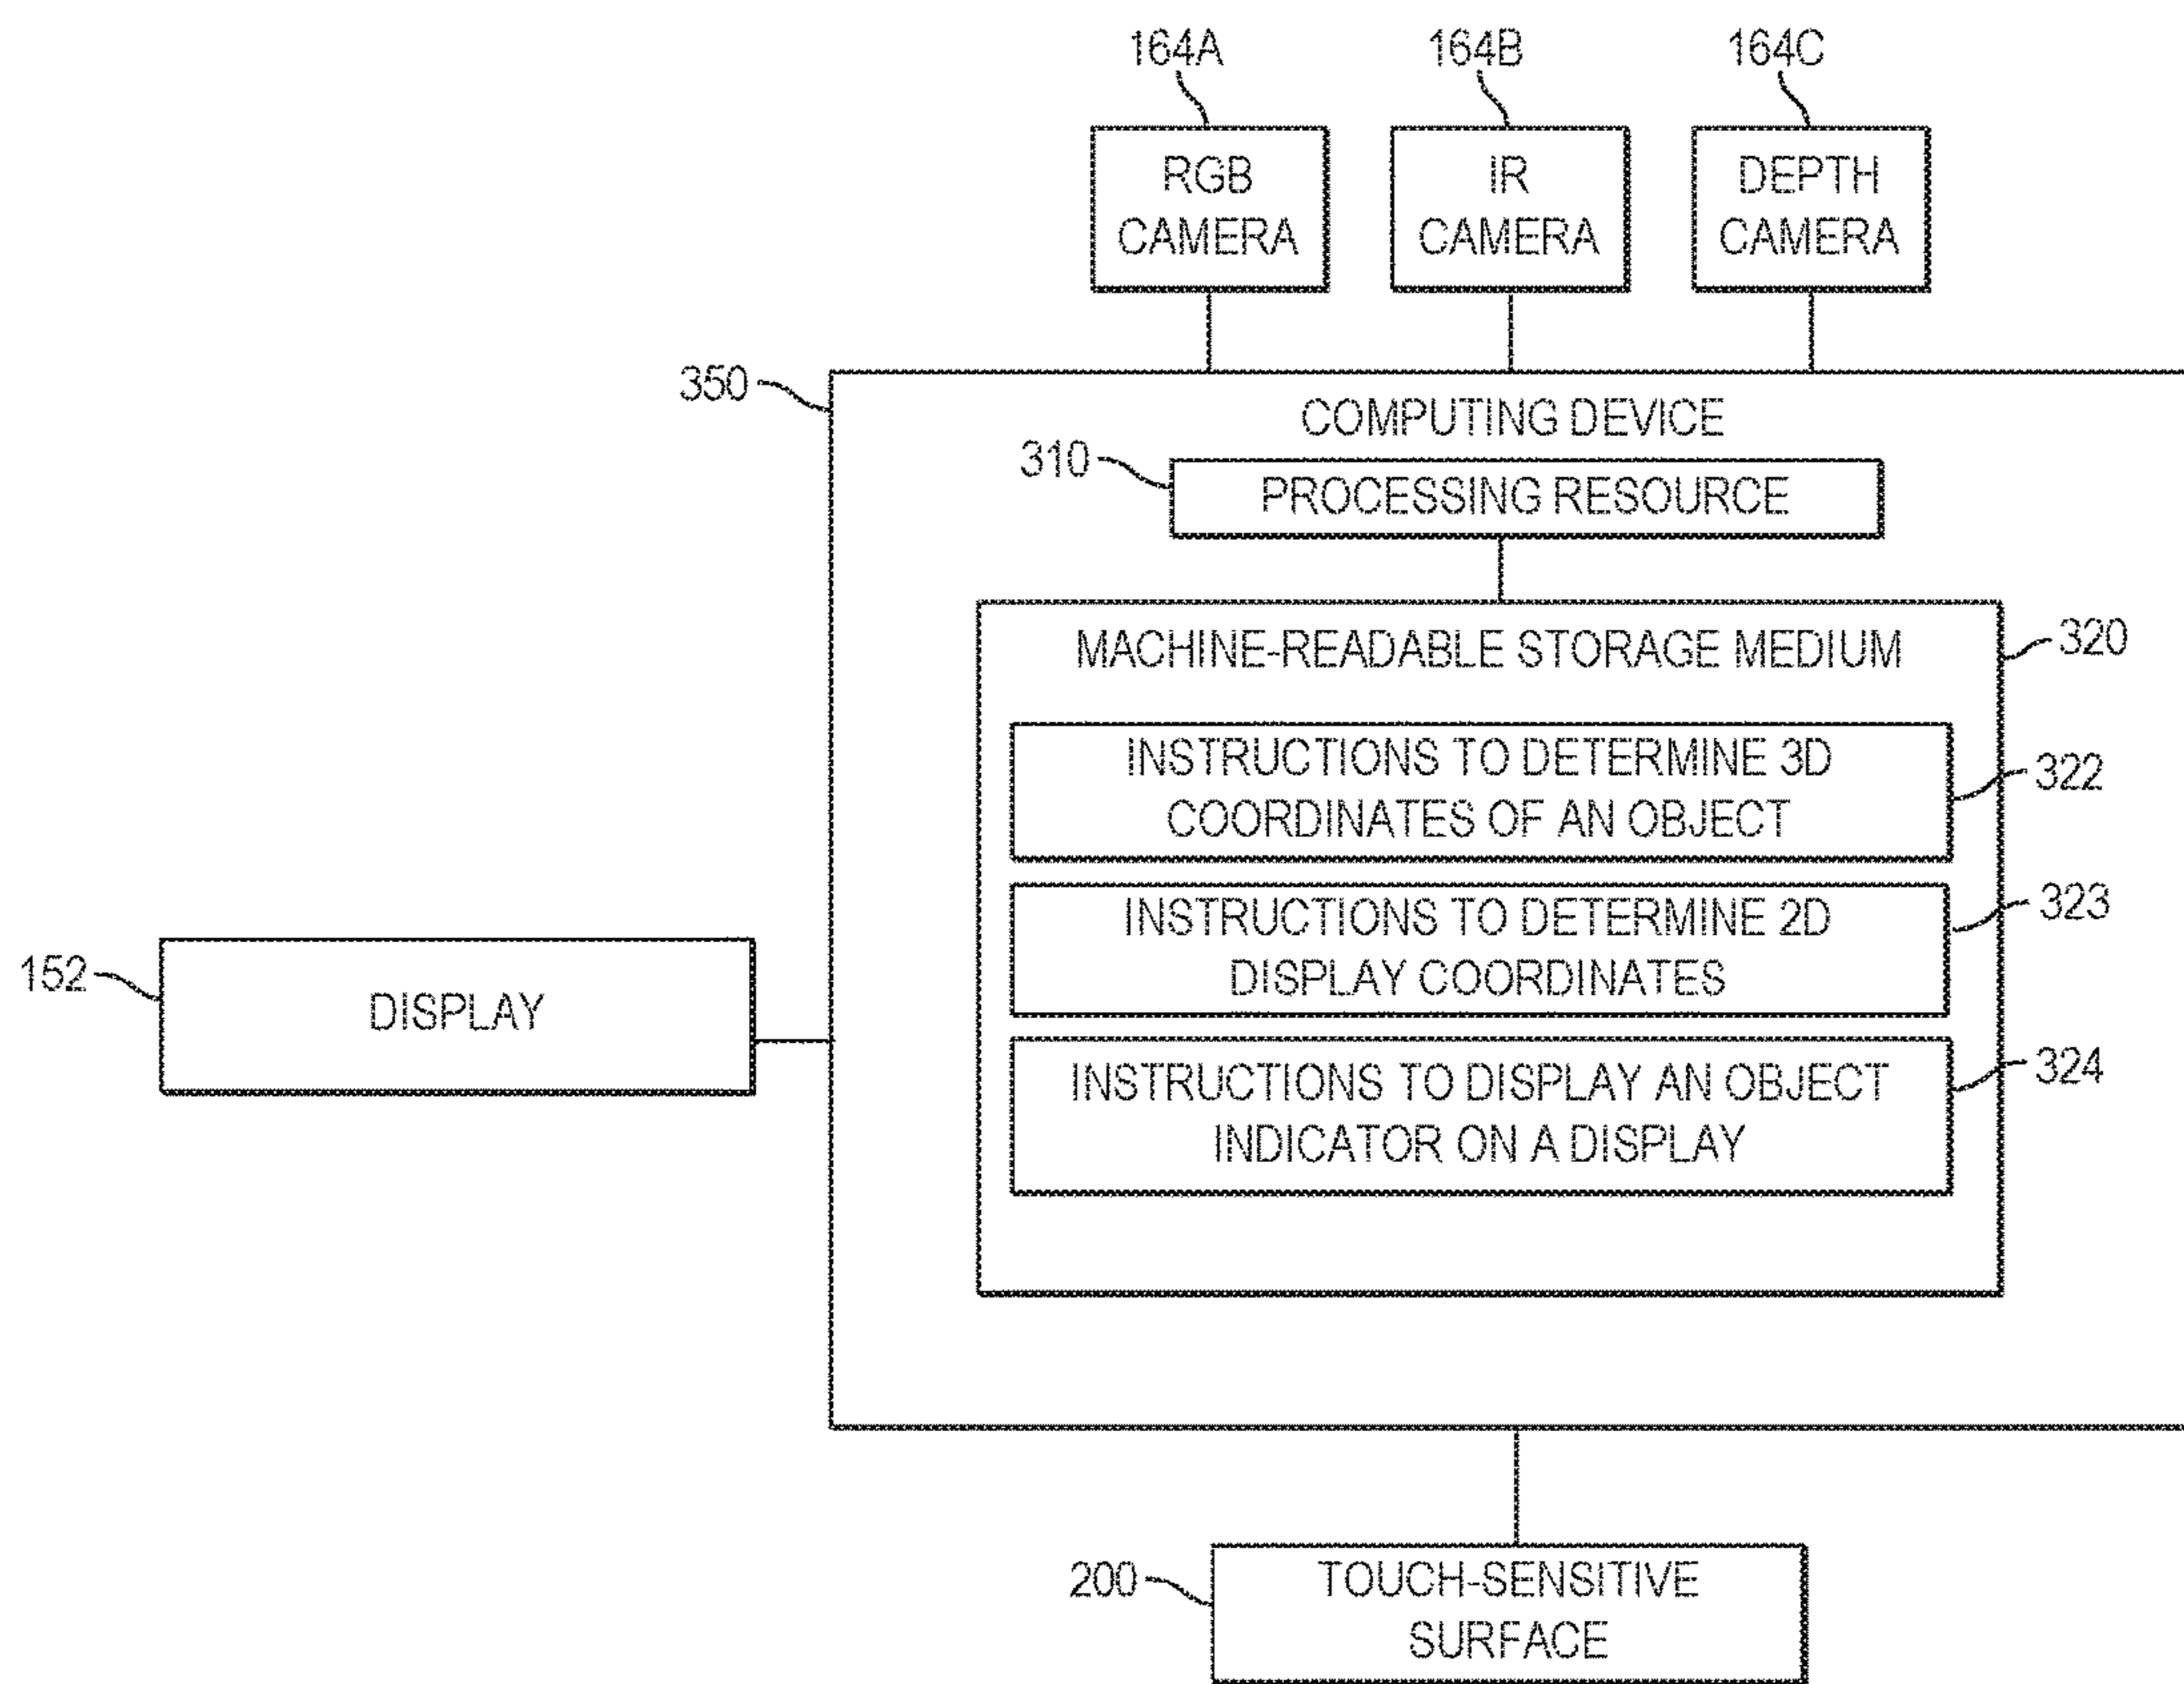 164A
164B
164C
RGB
CAMERA
IR
CAMERA
DEPTH
CAMERA
350
COMPUTING DEVICE
310
PROCESSING RESOURCE
MACHINE-READABLE STORAGE MEDIUM
320
INSTRUCTIONS TO DETERMINE 3D
COORDINATES OF AN OBJECT
322
INSTRUCTIONS TO DETERMINE 2D
DISPLAY COORDINATES
323
152
DISPLAY
INSTRUCTIONS TO DISPLAY AN OBJECT
INDICATOR ON A DISPLAY
324
200
TOUCH-SENSITIVE
SURFACE